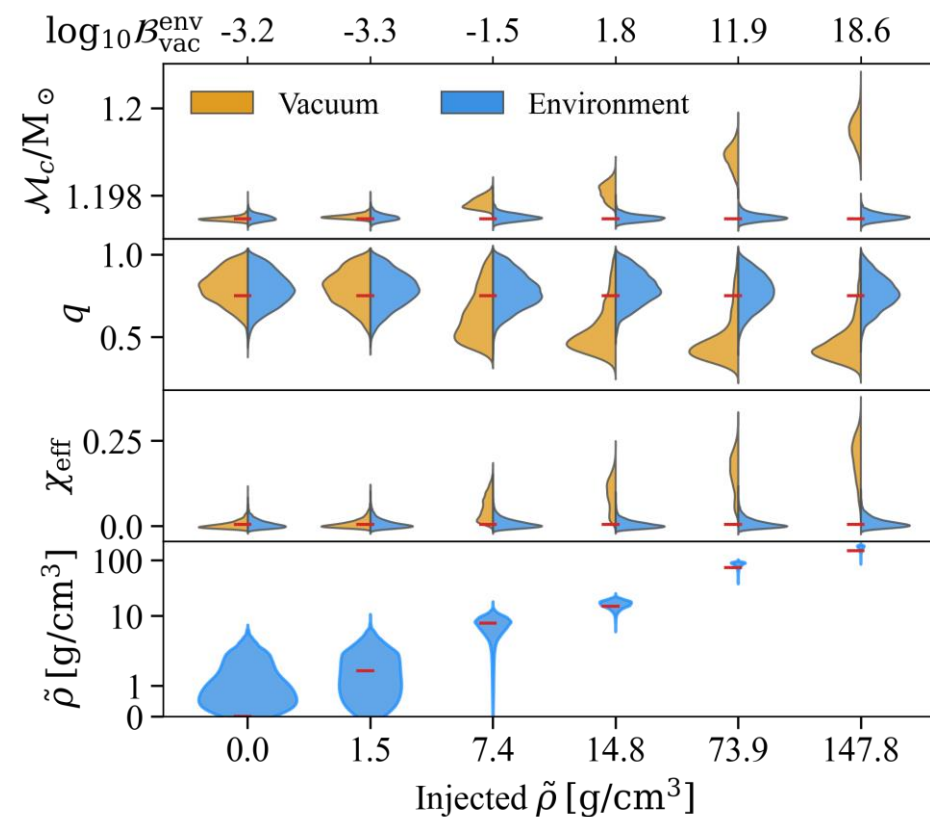 log₁₀ℬ^env_vac -3.2 -3.3 -1.5 1.8 11.9 18.6
Vacuum Environment
ℳ_c/M_⊙
1.2
1.198
q
1.0
0.5
χ_eff
0.25
0.0
ρ̃ [g/cm³]
100
10
1
0
0.0 1.5 7.4 14.8 73.9 147.8
Injected ρ̃ [g/cm³]